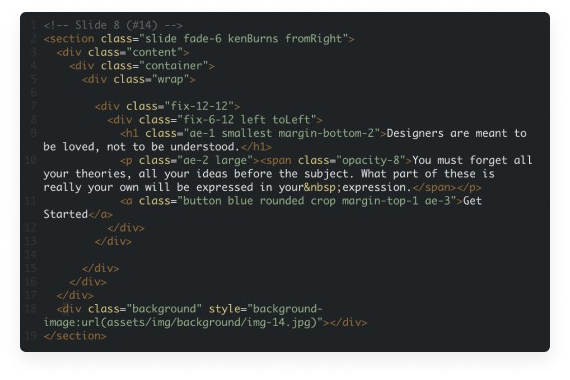 1 <!-- Slide 8 (#14) -->
2 <section class="slide fade-6 kenBurns fromRight">
3 <div class="content">
4 <div class="container">
5 <div class="wrap">
6
7 <div class="fix-12-12">
8 <div class="fix-6-12 left toLeft">
9 <h1 class="ae-1 smallest margin-bottom-2">Designers are meant to
be loved, not to be understood.</h1>
10 <p class="ae-2 large"><span class="opacity-8">You must forget all
your theories, all your ideas before the subject. What part of these is
really your own will be expressed in your&nbsp;expression.</span></p>
11 <a class="button blue rounded crop margin-top-1 ae-3">Get
Started</a>
12 </div>
13 </div>
14
15 </div>
16 </div>
17 </div>
18 <div class="background" style="background-
image:url(assets/img/background/img-14.jpg)"></div>
19 </section>